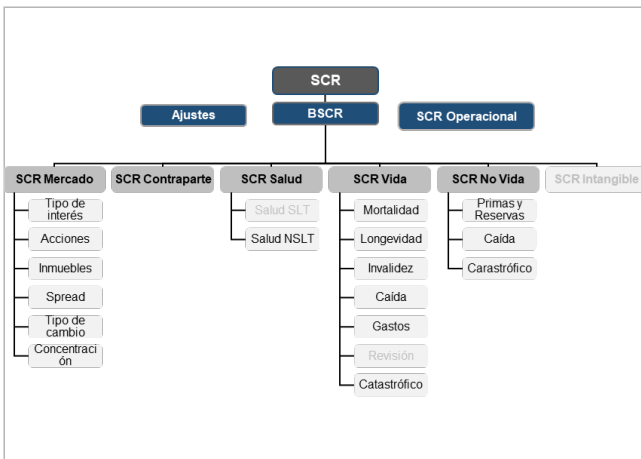 SCR
Ajustes
BSCR
SCR Operacional
SCR Mercado
SCR Contraparte
SCR Salud
SCR Vida
SCR No Vida
SCR Intangible
Tipo de
interés
Acciones
Inmuebles
Spread
Tipo de
cambio
Concentraci
ón
Salud SLT
Salud NSLT
Mortalidad
Longevidad
Invalidez
Caída
Gastos
Revisión
Catastrófico
Primas y
Reservas
Caída
Carastrófico